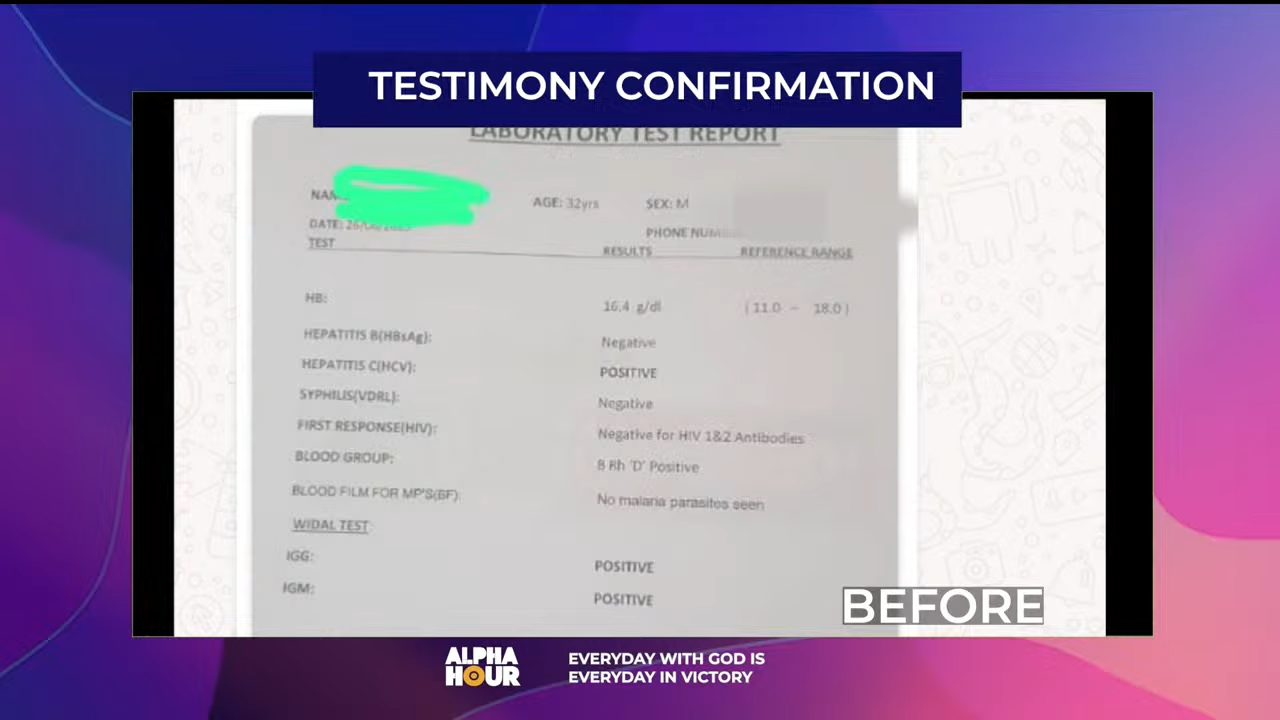 TESTIMONY CONFIRMATION
LABORATORY TEST REPORT
AGE: 32yrs SEX: M
DATE: PHONE
TEST RESULTS REFERENCE RANGE
HB: 16.4 g/dl ( 11.0 – 18.0 )
HEPATITIS B(HBsAg): Negative
HEPATITIS C(HCV): POSITIVE
SYPHILIS(VDRL): Negative
FIRST RESPONSE(HIV): Negative for HIV 1&2 Antibodies
BLOOD GROUP: B Rh 'D' Positive
BLOOD FILM FOR MP'S(BF): No malaria parasites seen
WIDAL TEST
IGG: POSITIVE
IGM: POSITIVE
BEFORE
ALPHA HOUR
EVERYDAY WITH GOD IS
EVERYDAY IN VICTORY